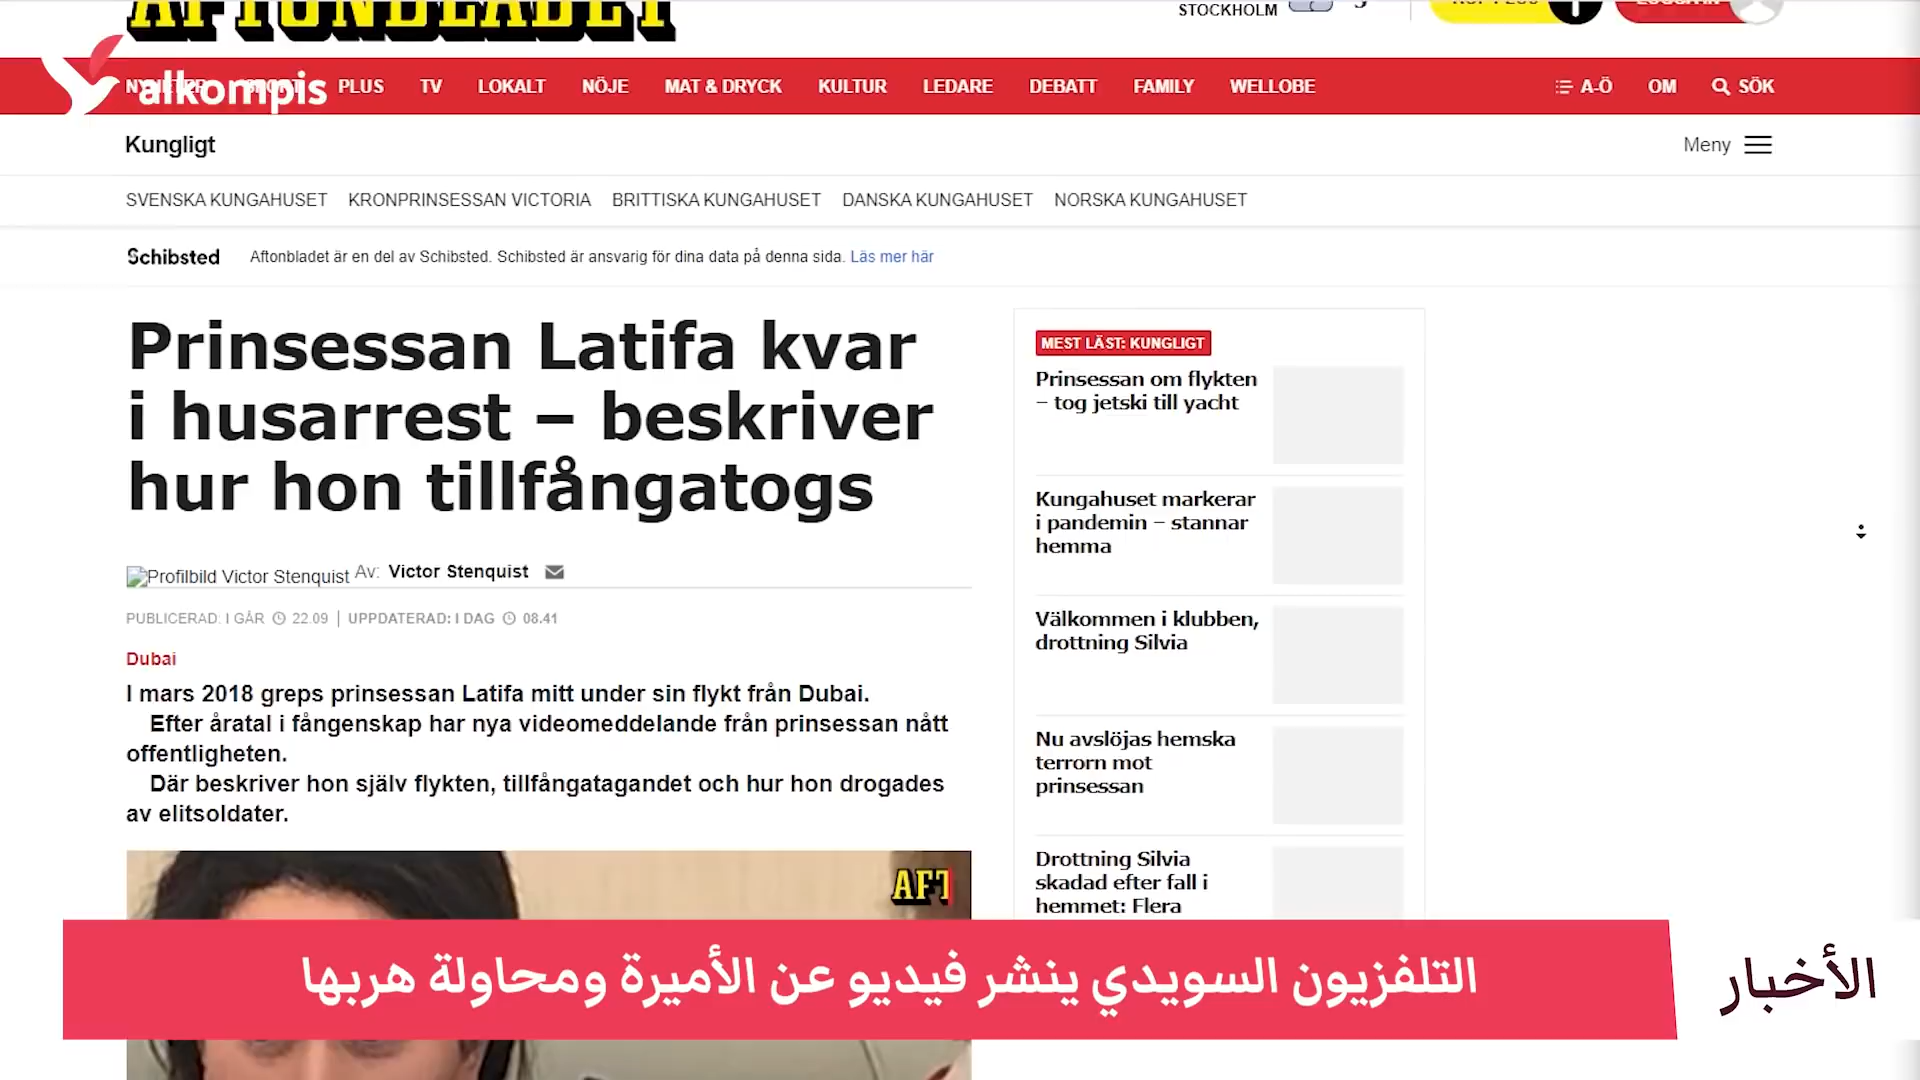 AFTONBLADET
STOCKHOLM
alkompis
SPORT PLUS TV LOKALT NÖJE MAT & DRYCK KULTUR LEDARE DEBATT FAMILY WELLOBE A-Ö OM SÖK
Kungligt
Meny
SVENSKA KUNGAHUSET KRONPRINSESSAN VICTORIA BRITTISKA KUNGAHUSET DANSKA KUNGAHUSET NORSKA KUNGAHUSET
Schibsted
Aftonbladet är en del av Schibsted. Schibsted är ansvarig för dina data på denna sida. Läs mer här
Prinsessan Latifa kvar
i husarrest – beskriver
hur hon tillfångatogs
Profilbild Victor Stenquist Av: Victor Stenquist
PUBLICERAD: I GÅR 22.09 | UPPDATERAD: I DAG 08.41
Dubai
I mars 2018 greps prinsessan Latifa mitt under sin flykt från Dubai.
Efter åratal i fångenskap har nya videomeddelande från prinsessan nått
offentligheten.
Där beskriver hon själv flykten, tillfångatagandet och hur hon drogades
av elitsoldater.
AFT
MEST LÄST: KUNGLIGT
Prinsessan om flykten
– tog jetski till yacht
Kungahuset markerar
i pandemin – stannar
hemma
Välkommen i klubben,
drottning Silvia
Nu avslöjas hemska
terrorn mot
prinsessan
Drottning Silvia
skadad efter fall i
hemmet: Flera
التلفزيون السويدي ينشر فيديو عن الأميرة ومحاولة هربها
الأخبار